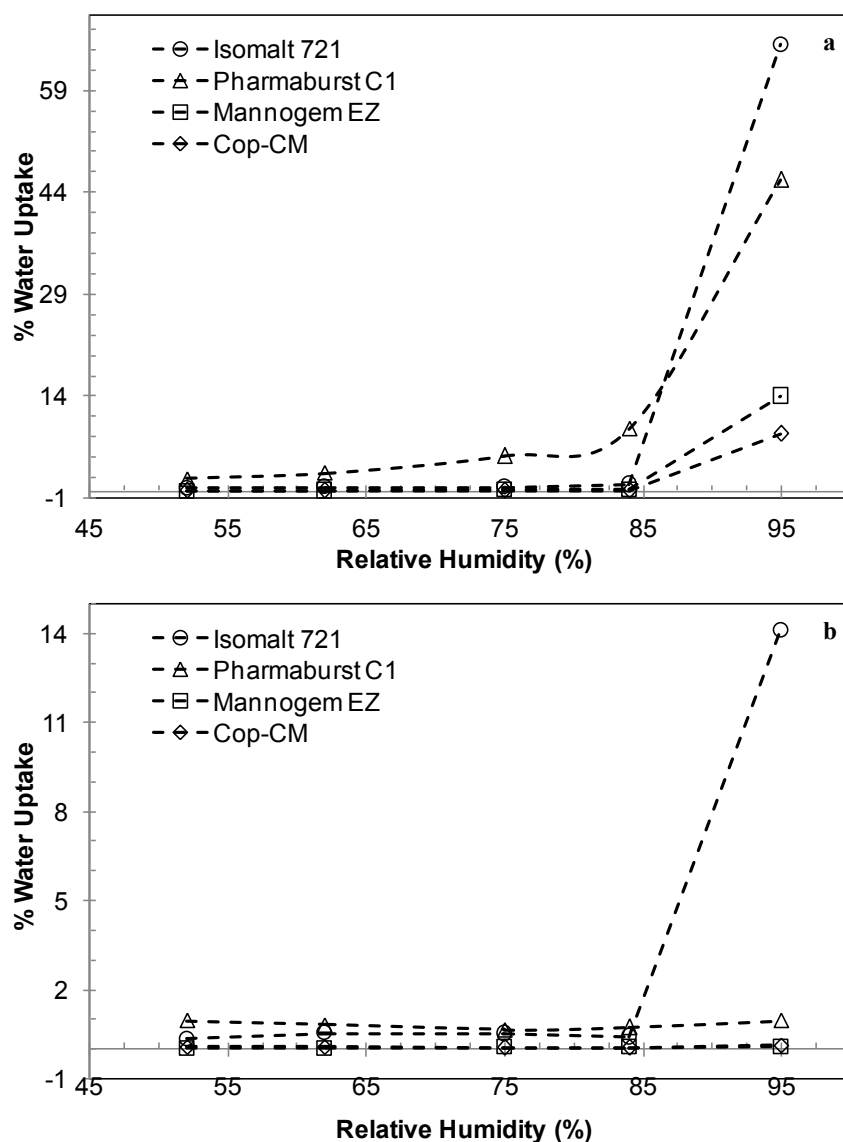 a
Isomalt 721
Pharmaburst C1
Mannogem EZ
Cop-CM
59
44
29
14
-1
% Water Uptake
45 55 65 75 85 95
Relative Humidity (%)
b
Isomalt 721
Pharmaburst C1
Mannogem EZ
Cop-CM
14
11
8
5
2
-1
% Water Uptake
45 55 65 75 85 95
Relative Humidity (%)